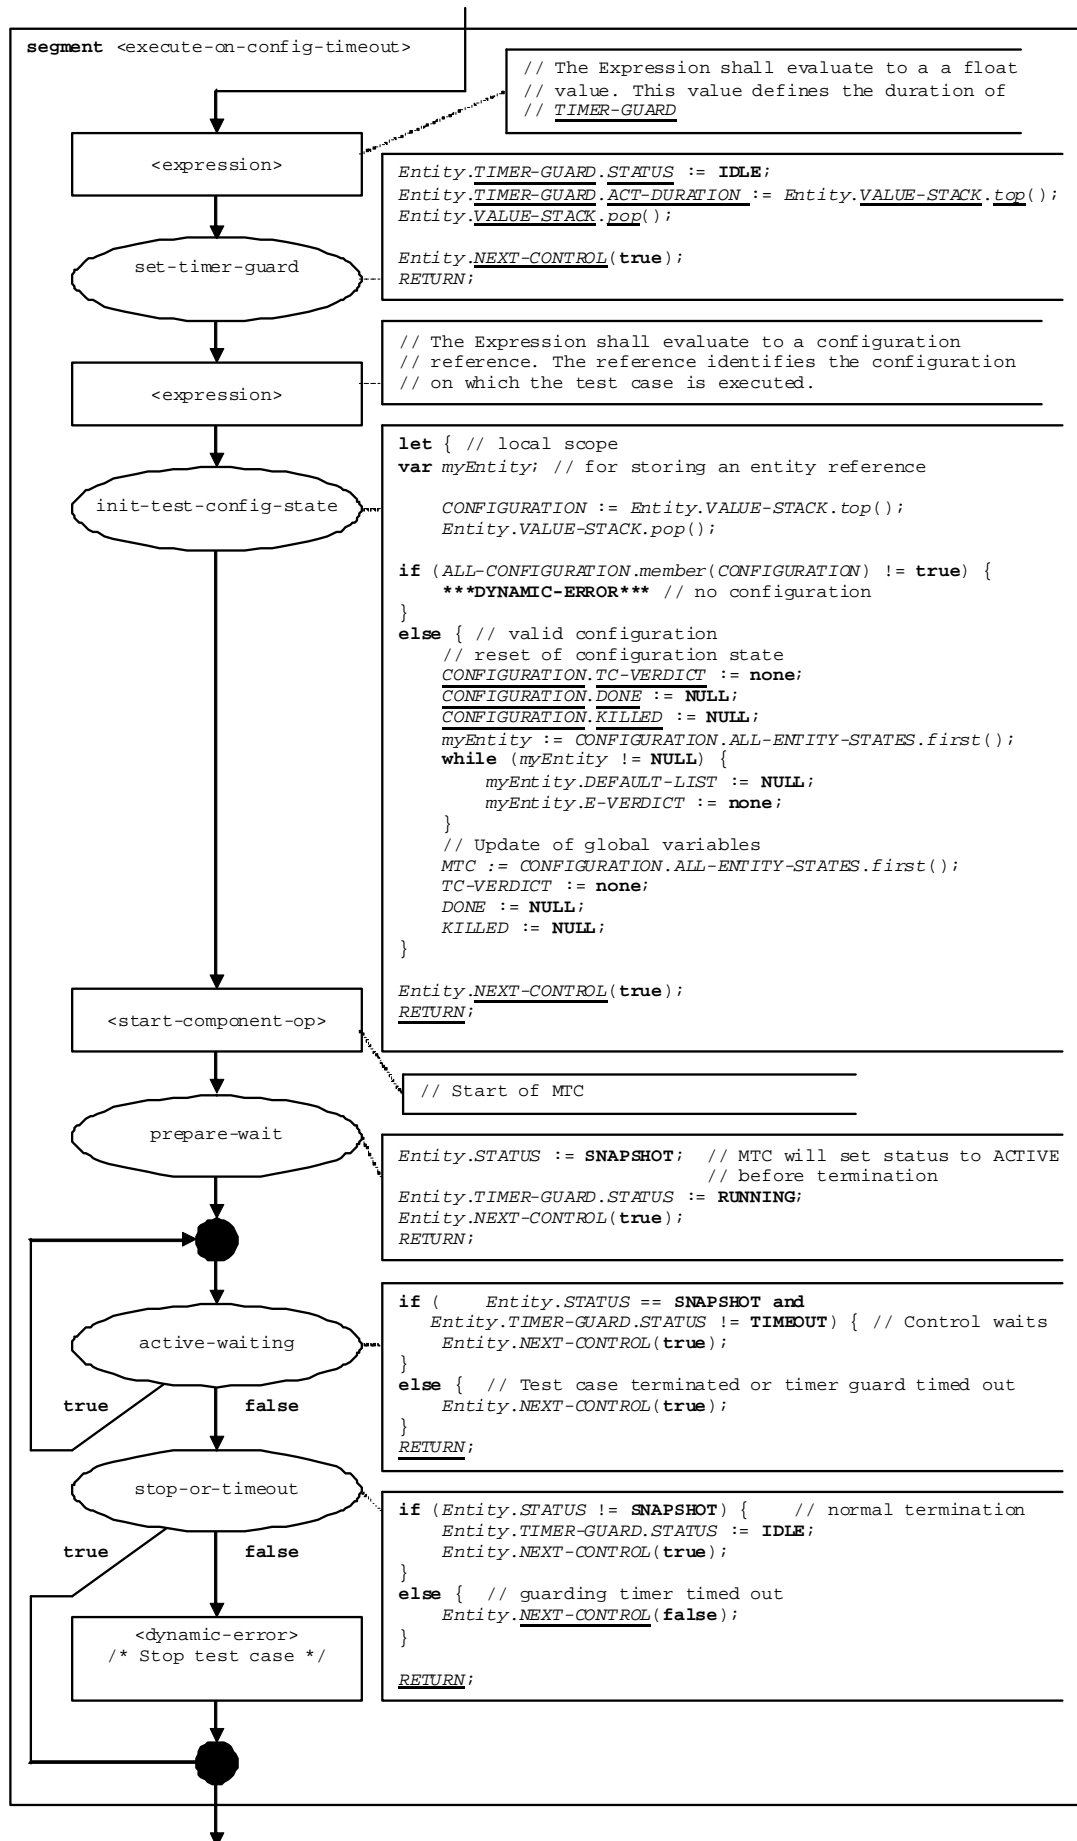 segment <execute-on-config-timeout>
// The Expression shall evaluate to a a float
// value. This value defines the duration of
// TIMER-GUARD
<expression>
Entity.TIMER-GUARD.STATUS := IDLE;
Entity.TIMER-GUARD.ACT-DURATION := Entity.VALUE-STACK.top();
Entity.VALUE-STACK.pop();
Entity.NEXT-CONTROL(true);
RETURN;
set-timer-guard
// The Expression shall evaluate to a configuration
// reference. The reference identifies the configuration
// on which the test case is executed.
<expression>
let { // local scope
var myEntity; // for storing an entity reference
CONFIGURATION := Entity.VALUE-STACK.top();
Entity.VALUE-STACK.pop();
if (ALL-CONFIGURATION.member(CONFIGURATION) != true) {
***DYNAMIC-ERROR*** // no configuration
}
else { // valid configuration
// reset of configuration state
CONFIGURATION.TC-VERDICT := none;
CONFIGURATION.DONE := NULL;
CONFIGURATION.KILLED := NULL;
myEntity := CONFIGURATION.ALL-ENTITY-STATES.first();
while (myEntity != NULL) {
myEntity.DEFAULT-LIST := NULL;
myEntity.E-VERDICT := none;
}
// Update of global variables
MTC := CONFIGURATION.ALL-ENTITY-STATES.first();
TC-VERDICT := none;
DONE := NULL;
KILLED := NULL;
}
Entity.NEXT-CONTROL(true);
RETURN;
init-test-config-state
<start-component-op>
// Start of MTC
prepare-wait
Entity.STATUS := SNAPSHOT; // MTC will set status to ACTIVE
// before termination
Entity.TIMER-GUARD.STATUS := RUNNING;
Entity.NEXT-CONTROL(true);
RETURN;
active-waiting
if ( Entity.STATUS == SNAPSHOT and
Entity.TIMER-GUARD.STATUS != TIMEOUT) { // Control waits
Entity.NEXT-CONTROL(true);
}
else { // Test case terminated or timer guard timed out
Entity.NEXT-CONTROL(true);
}
RETURN;
true false
stop-or-timeout
if (Entity.STATUS != SNAPSHOT) { // normal termination
Entity.TIMER-GUARD.STATUS := IDLE;
Entity.NEXT-CONTROL(true);
}
else { // guarding timer timed out
Entity.NEXT-CONTROL(false);
}
RETURN;
true false
<dynamic-error>
/* Stop test case */